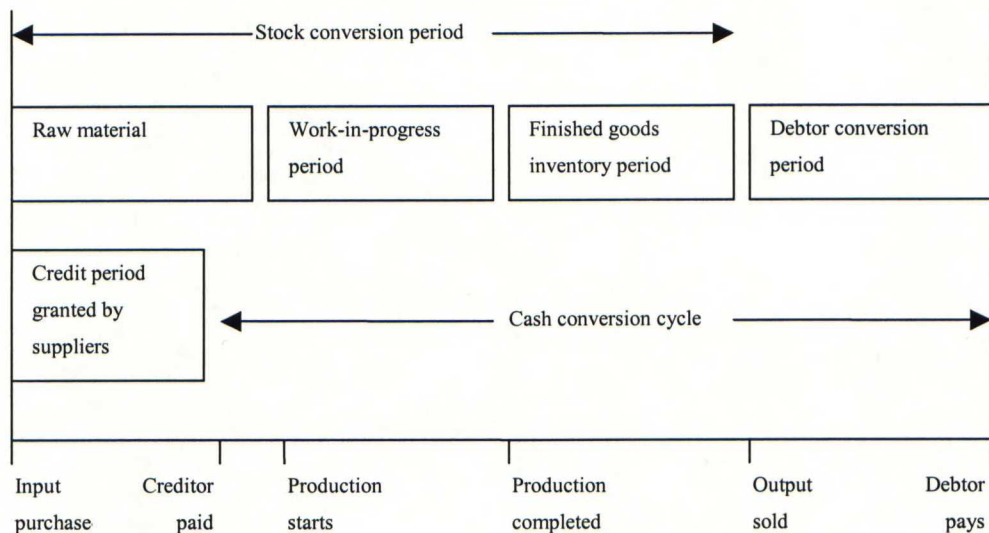 Stock conversion period
Raw material
Work-in-progress
period
Finished goods
inventory period
Debtor conversion
period
Credit period
granted by
suppliers
Cash conversion cycle
Input
purchase
Creditor
paid
Production
starts
Production
completed
Output
sold
Debtor
pays